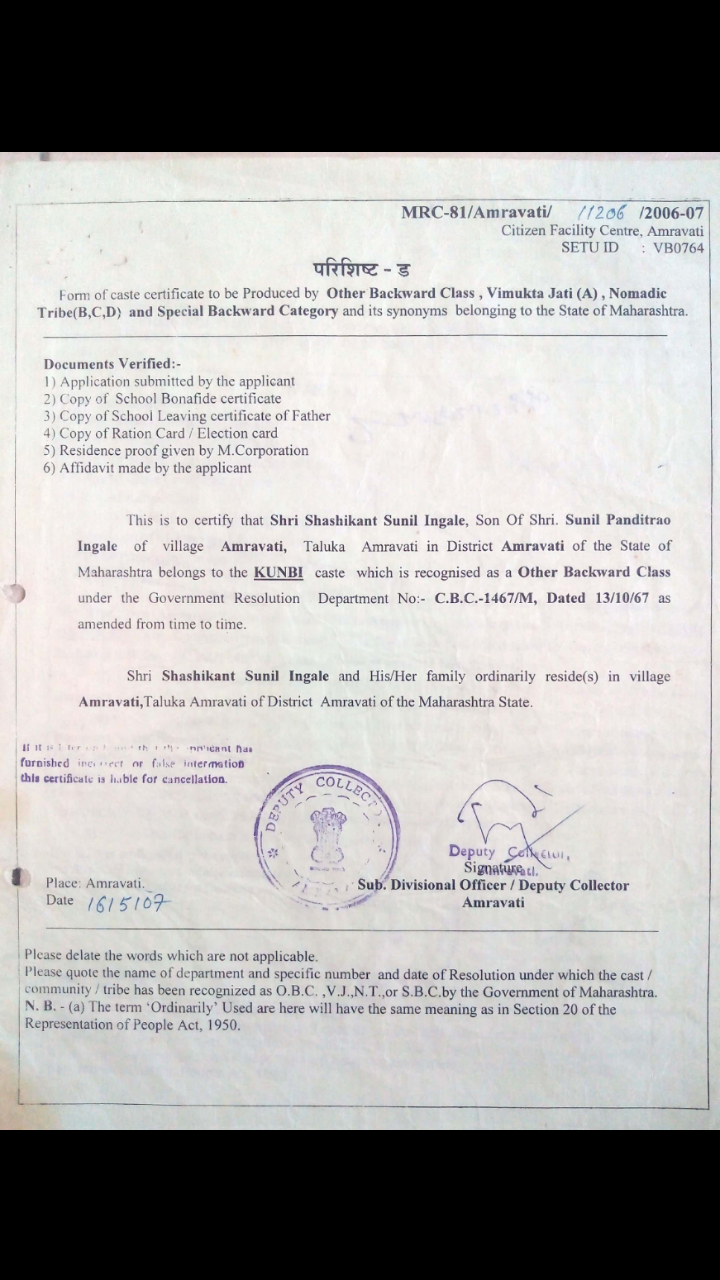 MRC-81/Amravati/ 11206 /2006-07
Citizen Facility Centre, Amravati
SETU ID : VB0764
परिशिष्ट - ड
Form of caste certificate to be Produced by Other Backward Class , Vimukta Jati (A) , Nomadic
Tribe(B,C,D) and Special Backward Category and its synonyms belonging to the State of Maharashtra.
Documents Verified:-
1) Application submitted by the applicant
2) Copy of School Bonafide certificate
3) Copy of School Leaving certificate of Father
4) Copy of Ration Card / Election card
5) Residence proof given by M.Corporation
6) Affidavit made by the applicant
This is to certify that Shri Shashikant Sunil Ingale, Son Of Shri. Sunil Panditrao
Ingale of village Amravati, Taluka Amravati in District Amravati of the State of
Maharashtra belongs to the KUNBI caste which is recognised as a Other Backward Class
under the Government Resolution Department No:- C.B.C.-1467/M, Dated 13/10/67 as
amended from time to time.
Shri Shashikant Sunil Ingale and His/Her family ordinarily reside(s) in village
Amravati,Taluka Amravati of District Amravati of the Maharashtra State.
If it is has
furnished or false
this certificate is liable for cancellation.
DEPUTY COLLECTOR
Deputy Collector,
Signature
Amravati.
Place: Amravati.
Sub. Divisional Officer / Deputy Collector
Date 16/5/07
Amravati
Please delate the words which are not applicable.
Please quote the name of department and specific number and date of Resolution under which the cast /
community / tribe has been recognized as O.B.C. ,V.J.,N.T.,or S.B.C.by the Government of Maharashtra.
N. B. - (a) The term ‘Ordinarily’ Used are here will have the same meaning as in Section 20 of the
Representation of People Act, 1950.